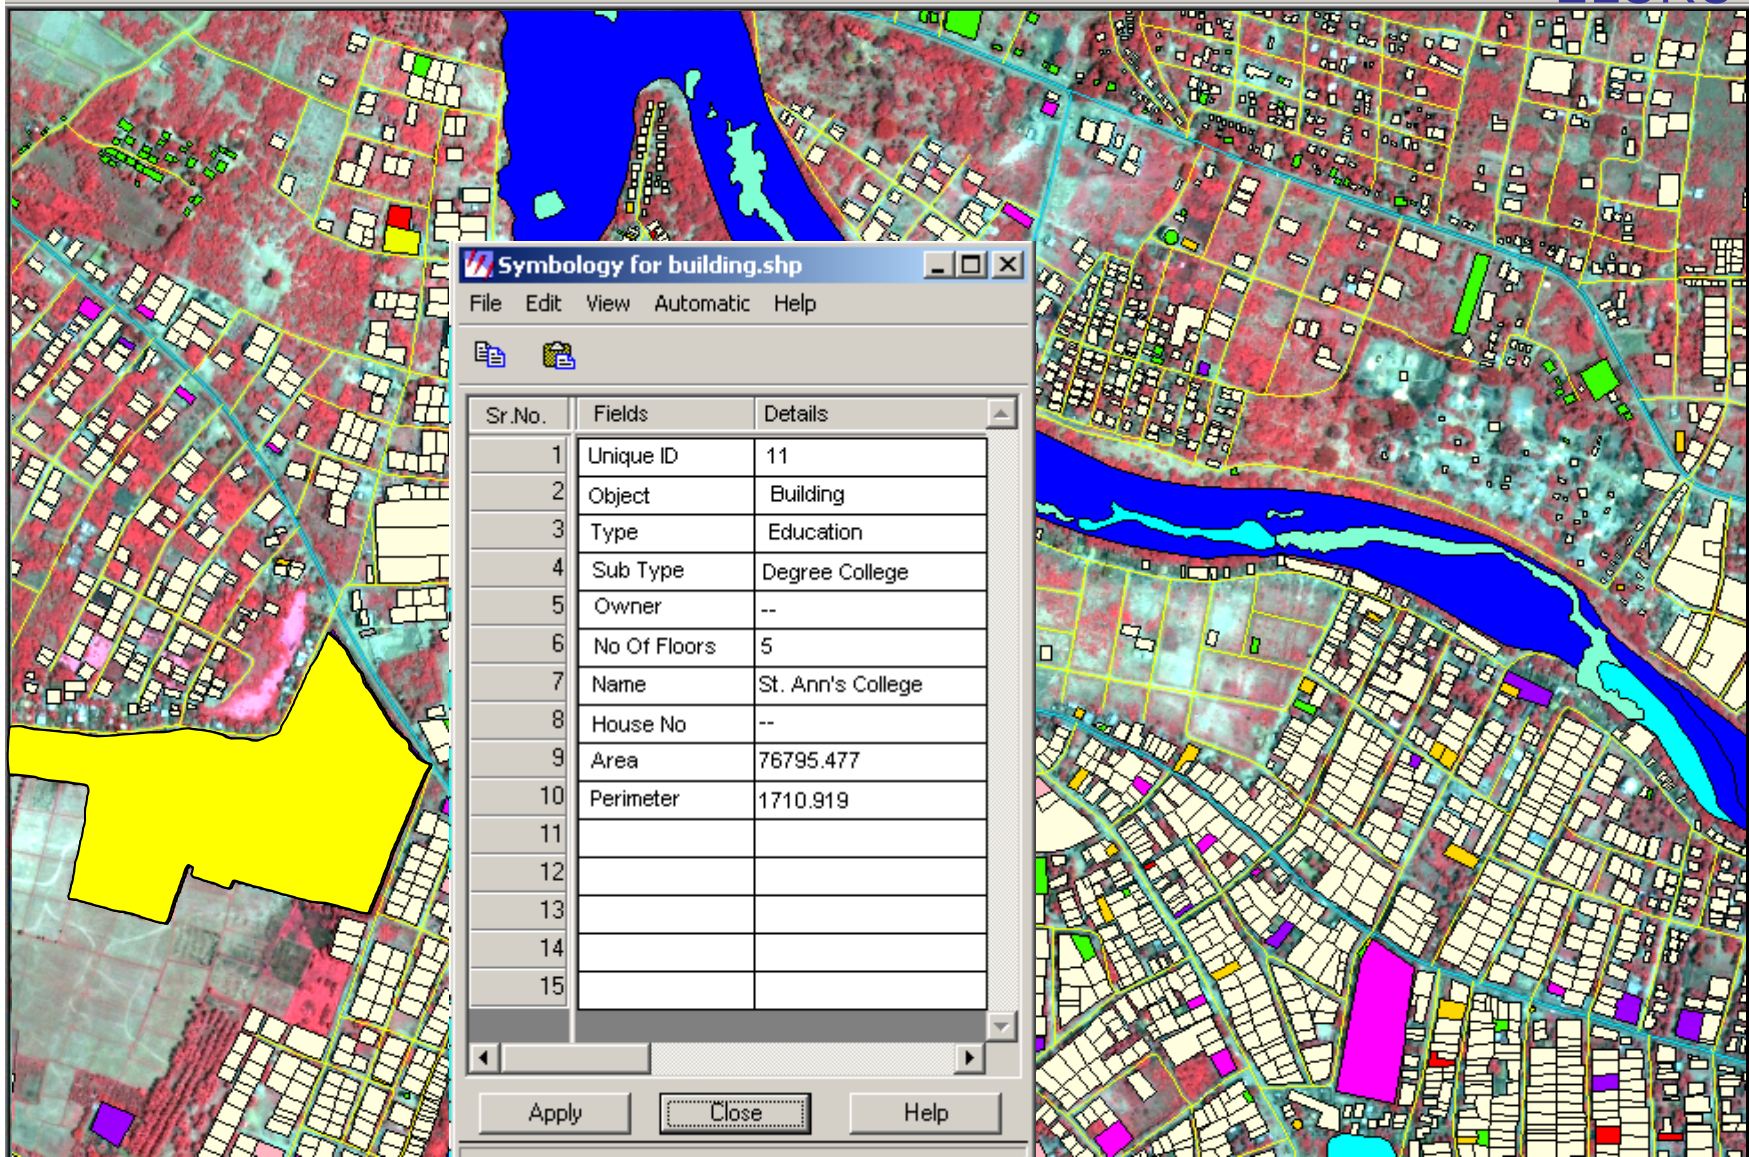 Symbology for building.shp
File Edit View Automatic Help
Sr.No. Fields Details
1 Unique ID 11
2 Object Building
3 Type Education
4 Sub Type Degree College
5 Owner --
6 No Of Floors 5
7 Name St. Ann's College
8 House No --
9 Area 76795.477
10 Perimeter 1710.919
11
12
13
14
15
Apply Close Help